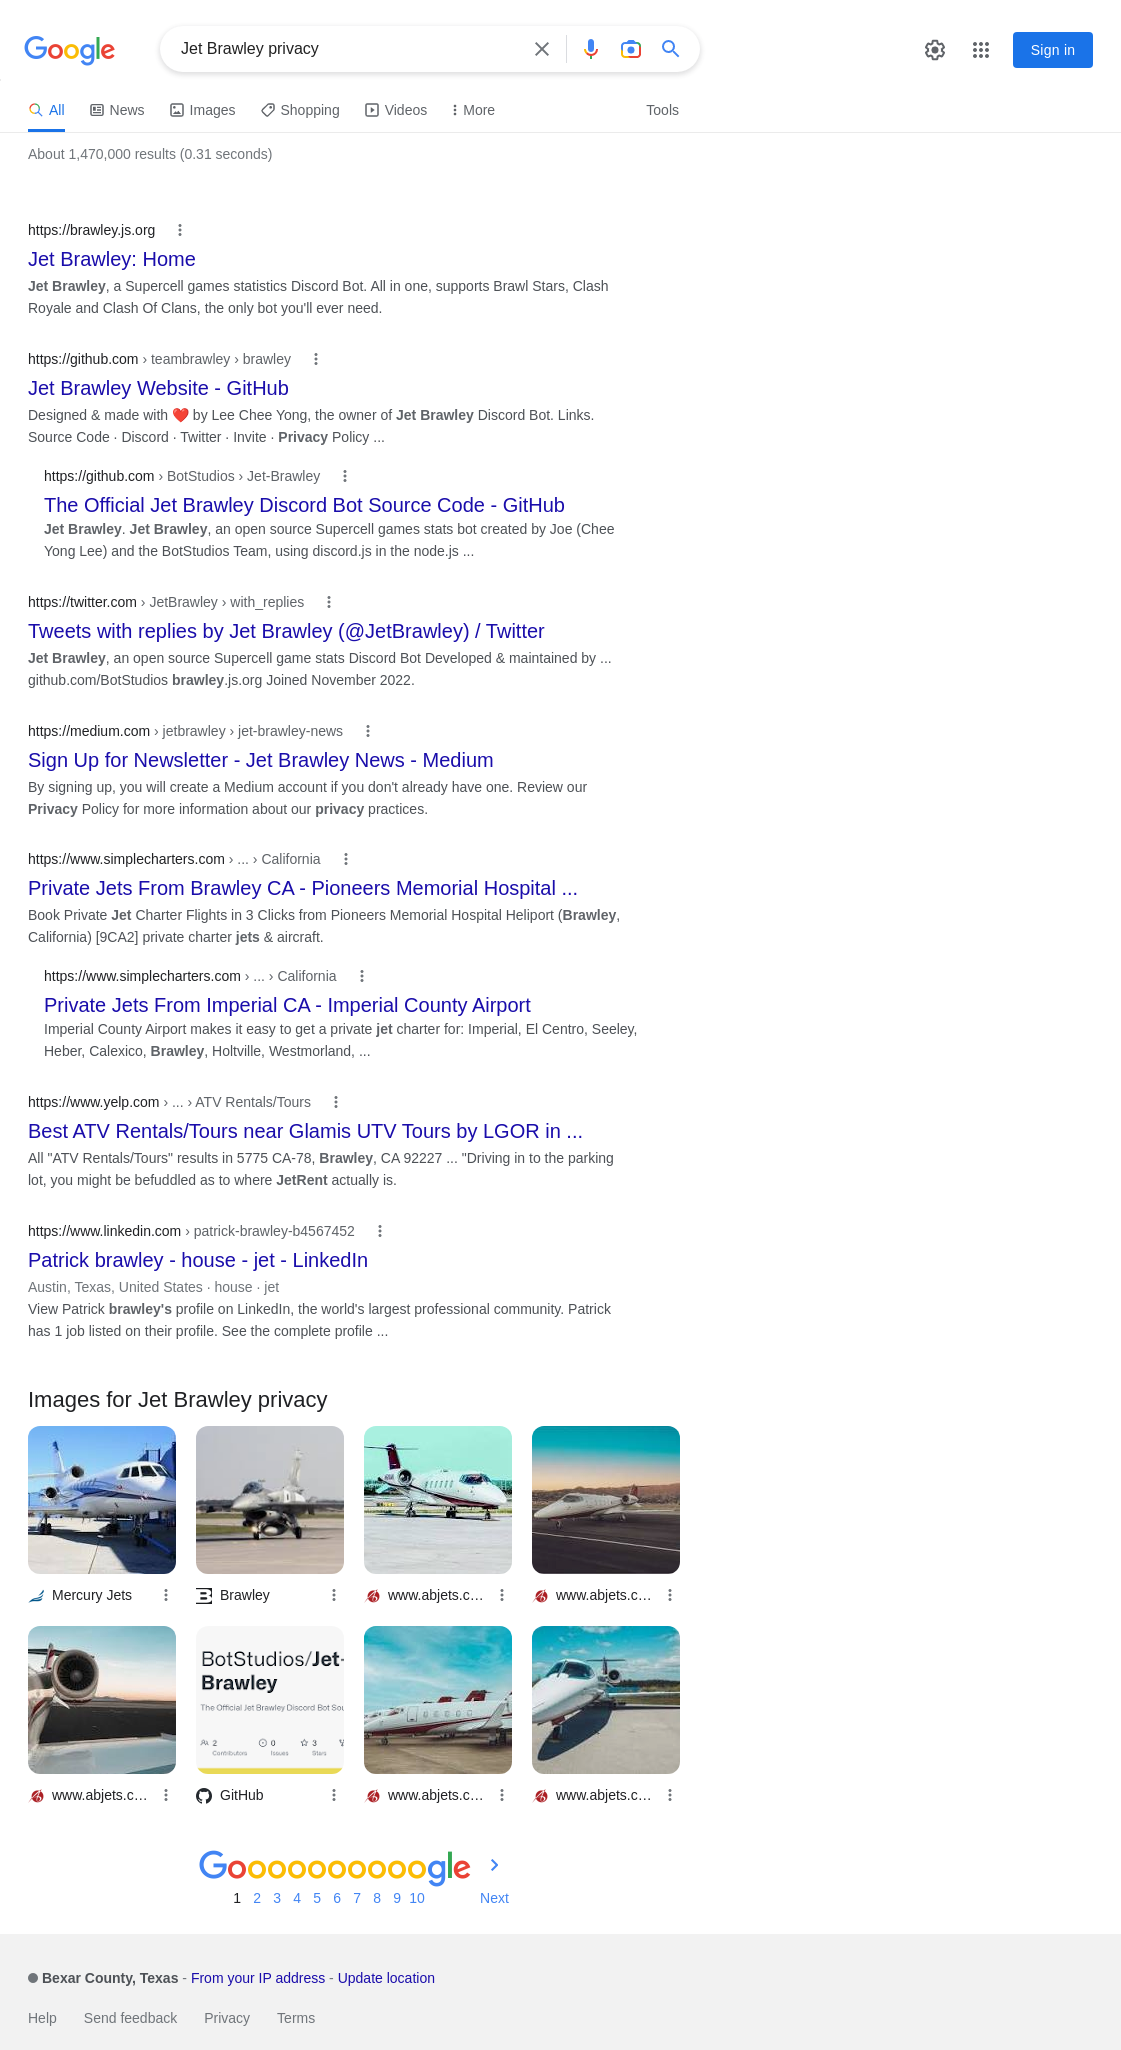 Google
Jet Brawley privacy
Sign in
All
News
Images
Shopping
Videos
More
Tools
About 1,470,000 results (0.31 seconds)
https://brawley.js.org
Jet Brawley: Home
Jet Brawley, a Supercell games statistics Discord Bot. All in one, supports Brawl Stars, Clash
Royale and Clash Of Clans, the only bot you'll ever need.
https://github.com › teambrawley › brawley
Jet Brawley Website - GitHub
Designed & made with ❤️ by Lee Chee Yong, the owner of Jet Brawley Discord Bot. Links.
Source Code · Discord · Twitter · Invite · Privacy Policy ...
https://github.com › BotStudios › Jet-Brawley
The Official Jet Brawley Discord Bot Source Code - GitHub
Jet Brawley. Jet Brawley, an open source Supercell games stats bot created by Joe (Chee
Yong Lee) and the BotStudios Team, using discord.js in the node.js ...
https://twitter.com › JetBrawley › with_replies
Tweets with replies by Jet Brawley (@JetBrawley) / Twitter
Jet Brawley, an open source Supercell game stats Discord Bot Developed & maintained by ...
github.com/BotStudios brawley.js.org Joined November 2022.
https://medium.com › jetbrawley › jet-brawley-news
Sign Up for Newsletter - Jet Brawley News - Medium
By signing up, you will create a Medium account if you don't already have one. Review our
Privacy Policy for more information about our privacy practices.
https://www.simplecharters.com › ... › California
Private Jets From Brawley CA - Pioneers Memorial Hospital ...
Book Private Jet Charter Flights in 3 Clicks from Pioneers Memorial Hospital Heliport (Brawley,
California) [9CA2] private charter jets & aircraft.
https://www.simplecharters.com › ... › California
Private Jets From Imperial CA - Imperial County Airport
Imperial County Airport makes it easy to get a private jet charter for: Imperial, El Centro, Seeley,
Heber, Calexico, Brawley, Holtville, Westmorland, ...
https://www.yelp.com › ... › ATV Rentals/Tours
Best ATV Rentals/Tours near Glamis UTV Tours by LGOR in ...
All "ATV Rentals/Tours" results in 5775 CA-78, Brawley, CA 92227 ... "Driving in to the parking
lot, you might be befuddled as to where JetRent actually is.
https://www.linkedin.com › patrick-brawley-b4567452
Patrick brawley - house - jet - LinkedIn
Austin, Texas, United States · house · jet
View Patrick brawley's profile on LinkedIn, the world's largest professional community. Patrick
has 1 job listed on their profile. See the complete profile ...
Images for Jet Brawley privacy
Mercury Jets
Brawley
www.abjets.c...
www.abjets.c...
BotStudios/Jet-
Brawley
The Official Jet Brawley Discord Bot Sou
2 0 3
Contributors Issues Stars
www.abjets.c...
GitHub
www.abjets.c...
www.abjets.c...
Goooooooooogle
1 2 3 4 5 6 7 8 9 10 Next
Bexar County, Texas - From your IP address - Update location
Help Send feedback Privacy Terms